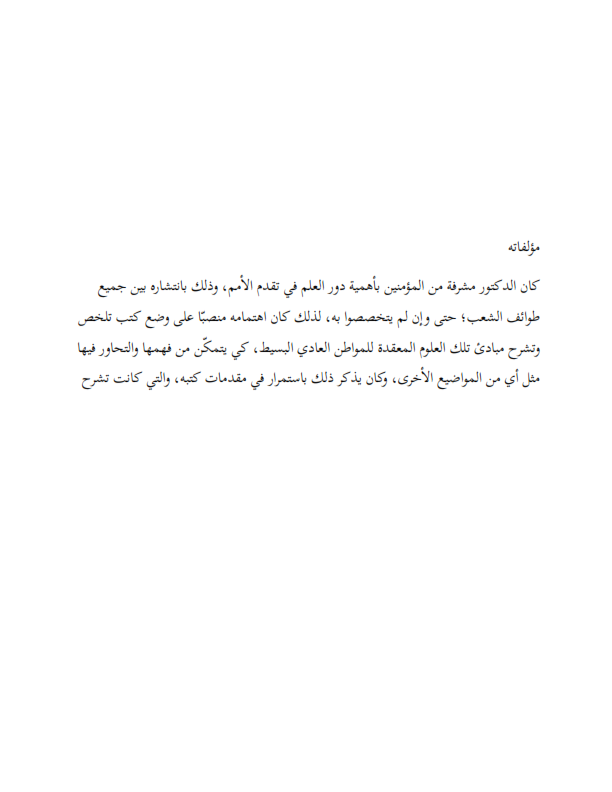 مؤلفاته
كان الدكتور مشرفة من المؤمنين بأهمية دور العلم في تقدم الأمم، وذلك بانتشاره بين جميع
طوائف الشعب؛ حتى وإن لم يتخصصوا به، لذلك كان اهتمامه منصبّا على وضع كتب تلخص
وتشرح مبادئ تلك العلوم المعقدة للمواطن العادي البسيط، كي يتمكّن من فهمها والتحاور فيها
مثل أي من المواضيع الأخرى، وكان يذكر ذلك باستمرار في مقدمات كتبه، والتي كانت تشرح